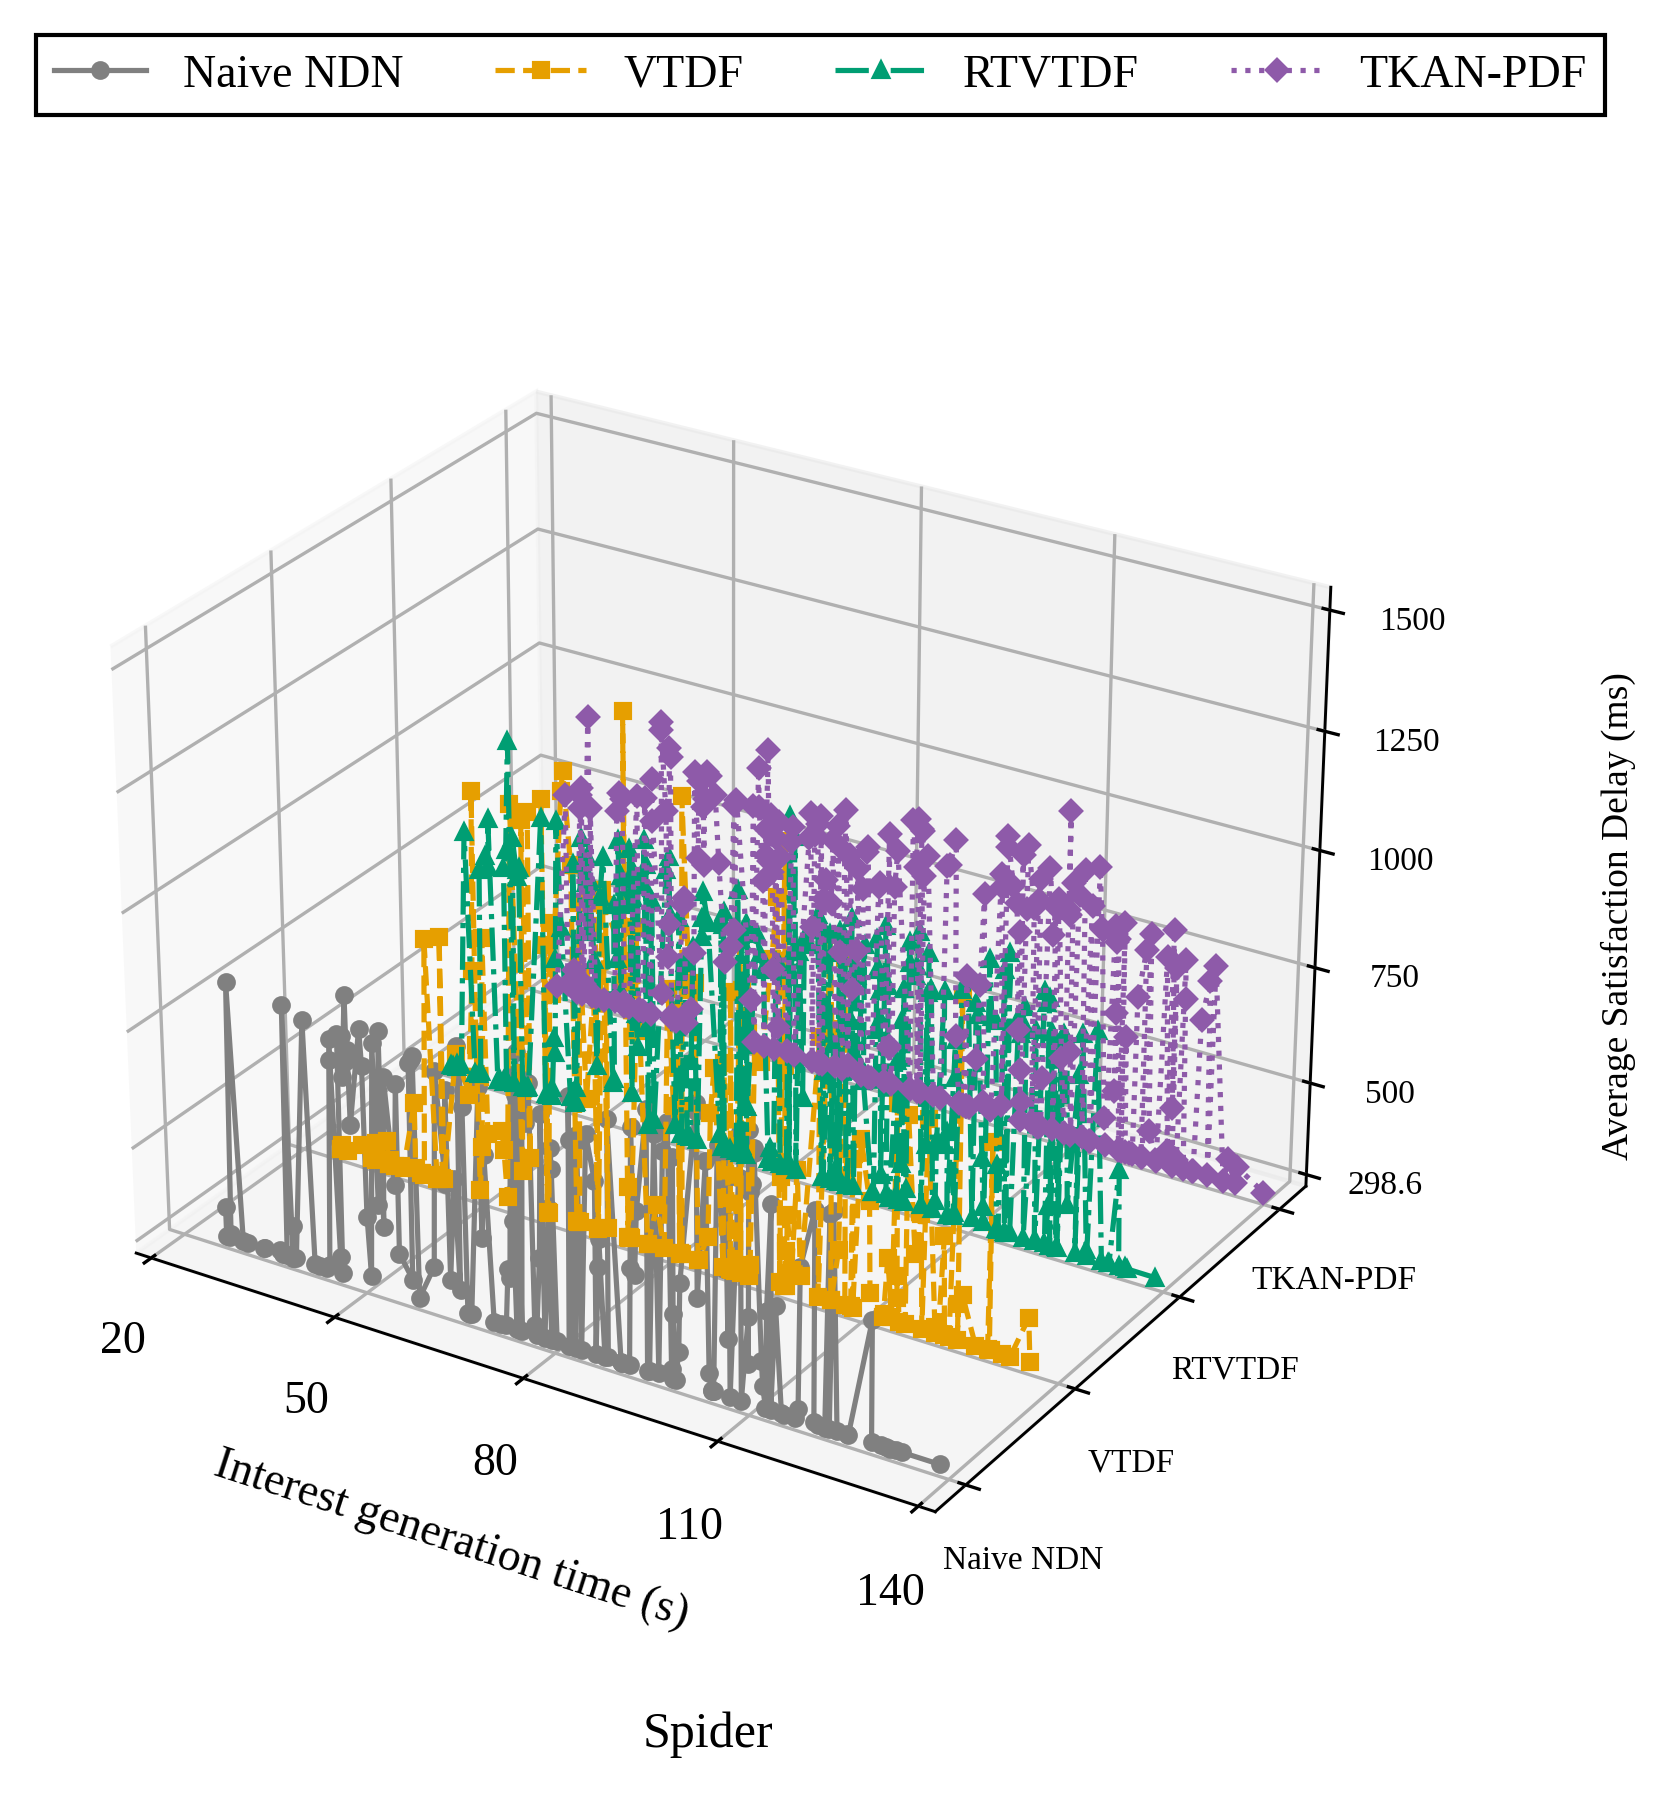 Naive NDN VTDF RTVTDF TKAN-PDF
1500
1250
1000
750
500
298.6
Average Satisfaction Delay (ms)
TKAN-PDF
RTVTDF
VTDF
Naive NDN
20
50
80
110
140
Interest generation time (s)
Spider